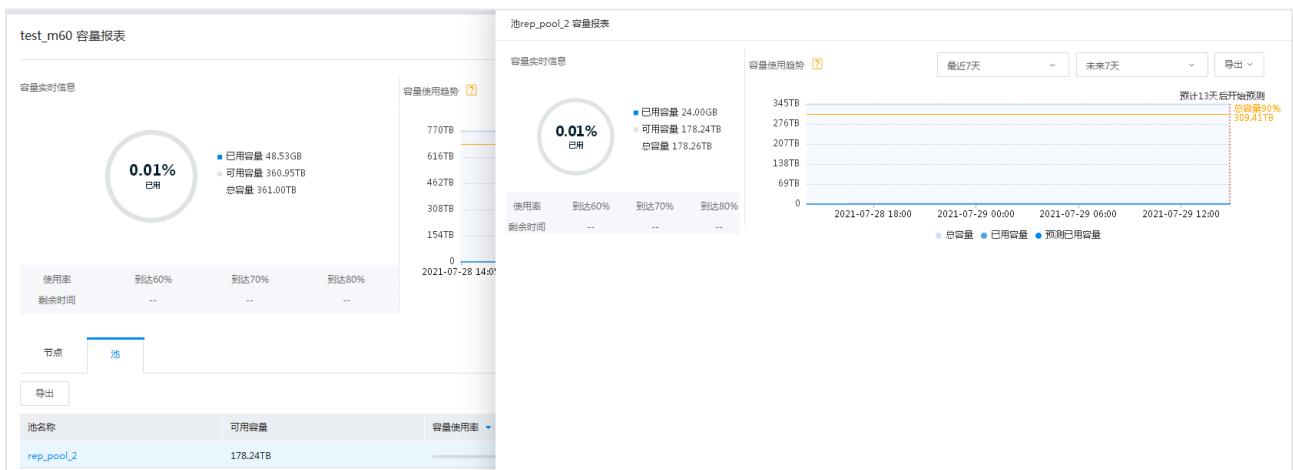 test_m60 容量报表
容量实时信息
0.01%
已用
已用容量 48.53GB
可用容量 360.95TB
总容量 361.00TB
使用率 到达60% 到达70% 到达80%
剩余时间 -- -- --
容量使用趋势 ?
770TB
616TB
462TB
308TB
154TB
0
2021-07-28 14:0
节点 池
导出
池名称 可用容量 容量使用率
rep_pool_2 178.24TB
池rep_pool_2 容量报表
容量实时信息
0.01%
已用
已用容量 24.00GB
可用容量 178.24TB
总容量 178.26TB
使用率 到达60% 到达70% 到达80%
剩余时间 -- -- --
容量使用趋势 ? 最近7天 未来7天 导出
预计13天后开始预测
总容量90%
309.41TB
345TB
276TB
207TB
138TB
69TB
0
2021-07-28 18:00 2021-07-29 00:00 2021-07-29 06:00 2021-07-29 12:00
总容量 已用容量 预测已用容量